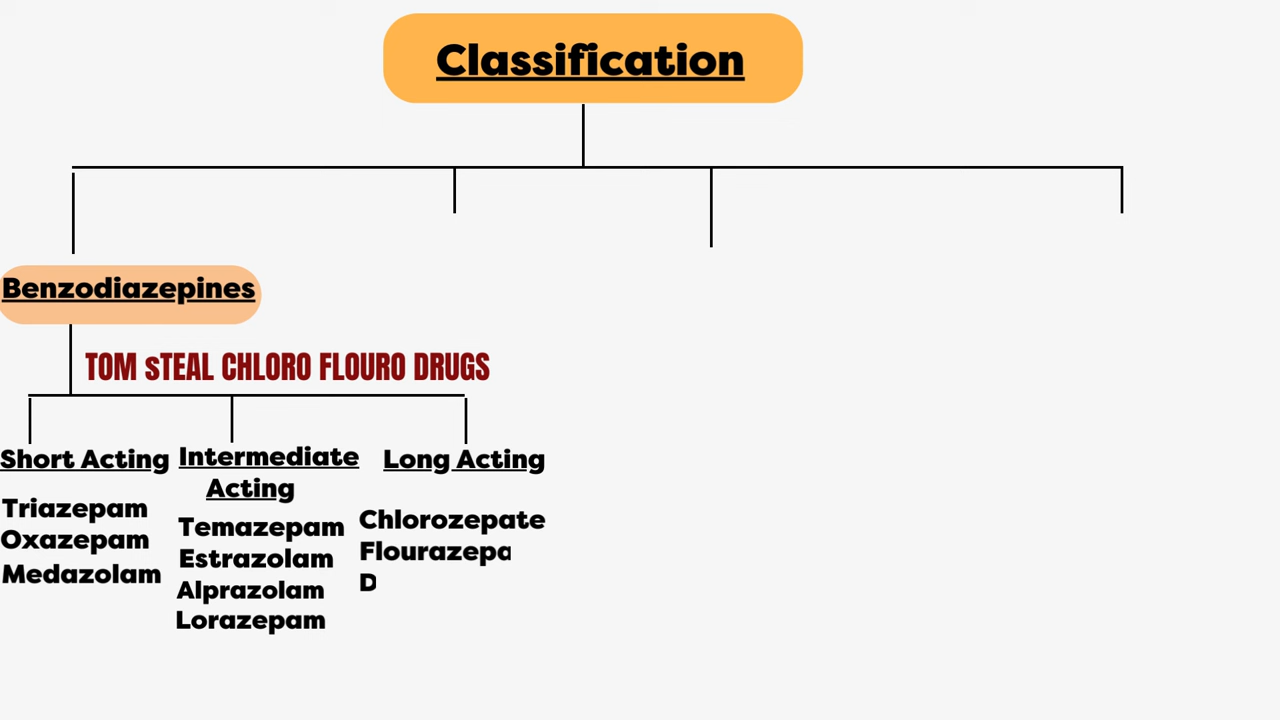 Classification
Benzodiazepines
TOM sTEAL CHLORO FLOURO DRUGS
Short Acting
Triazepam
Oxazepam
Medazolam
Intermediate
Acting
Temazepam
Estrazolam
Alprazolam
Lorazepam
Long Acting
Chlorozepate
Flourazepa
D